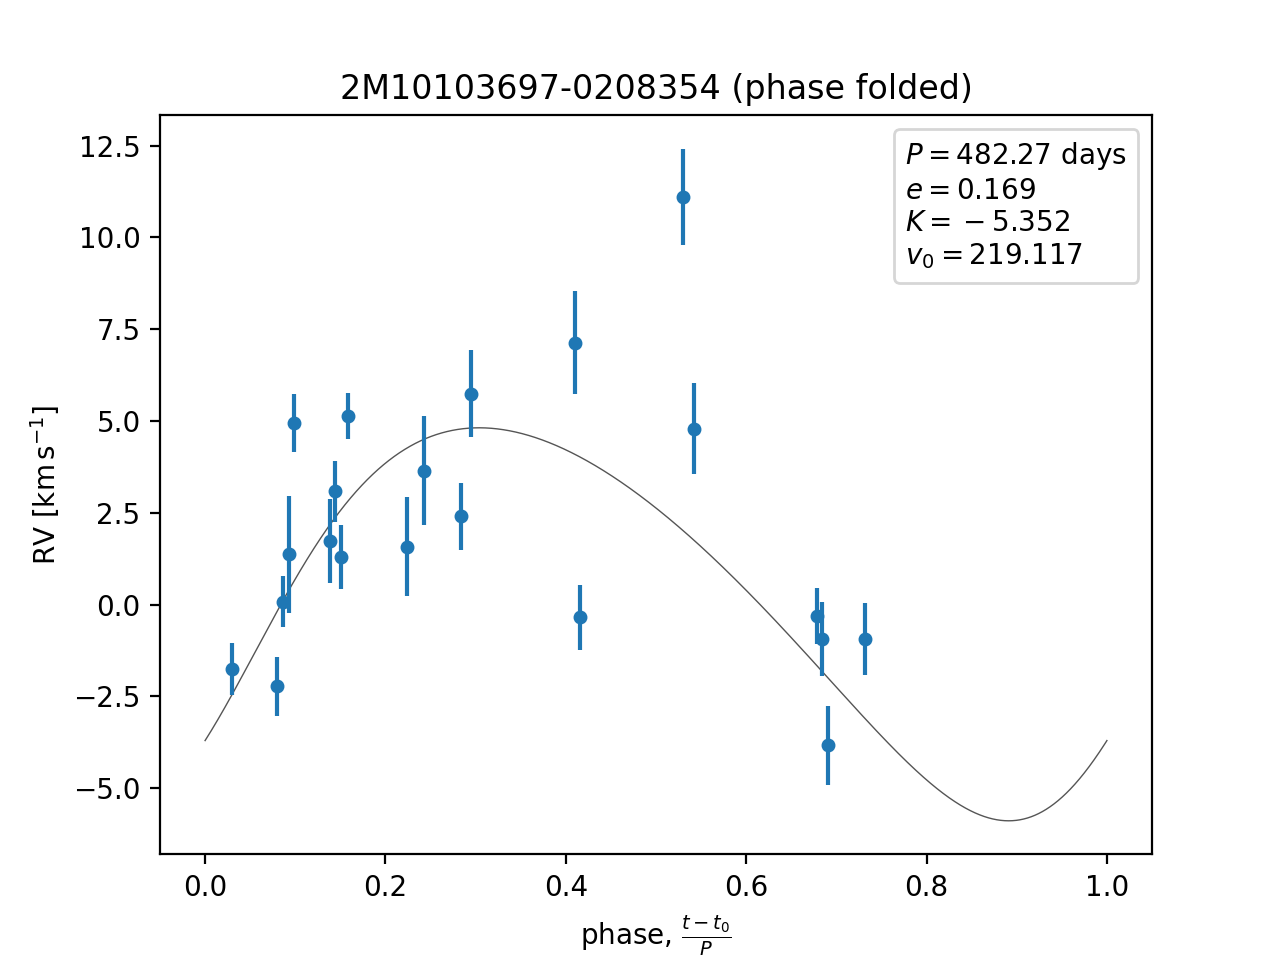 2M10103697-0208354 (phase folded)
P = 482.27 days
e = 0.169
K = −5.352
v₀ = 219.117
12.5
10.0
7.5
5.0
2.5
0.0
−2.5
−5.0
RV [km s⁻¹]
0.0 0.2 0.4 0.6 0.8 1.0
phase, (t − t₀)/P